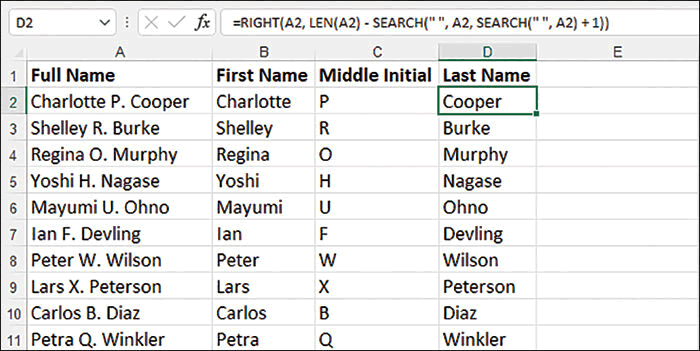 D2 fx =RIGHT(A2, LEN(A2) - SEARCH(" ", A2, SEARCH(" ", A2) + 1))
A B C D E
1 Full Name First Name Middle Initial Last Name
2 Charlotte P. Cooper Charlotte P Cooper
3 Shelley R. Burke Shelley R Burke
4 Regina O. Murphy Regina O Murphy
5 Yoshi H. Nagase Yoshi H Nagase
6 Mayumi U. Ohno Mayumi U Ohno
7 Ian F. Devling Ian F Devling
8 Peter W. Wilson Peter W Wilson
9 Lars X. Peterson Lars X Peterson
10 Carlos B. Diaz Carlos B Diaz
11 Petra Q. Winkler Petra Q Winkler